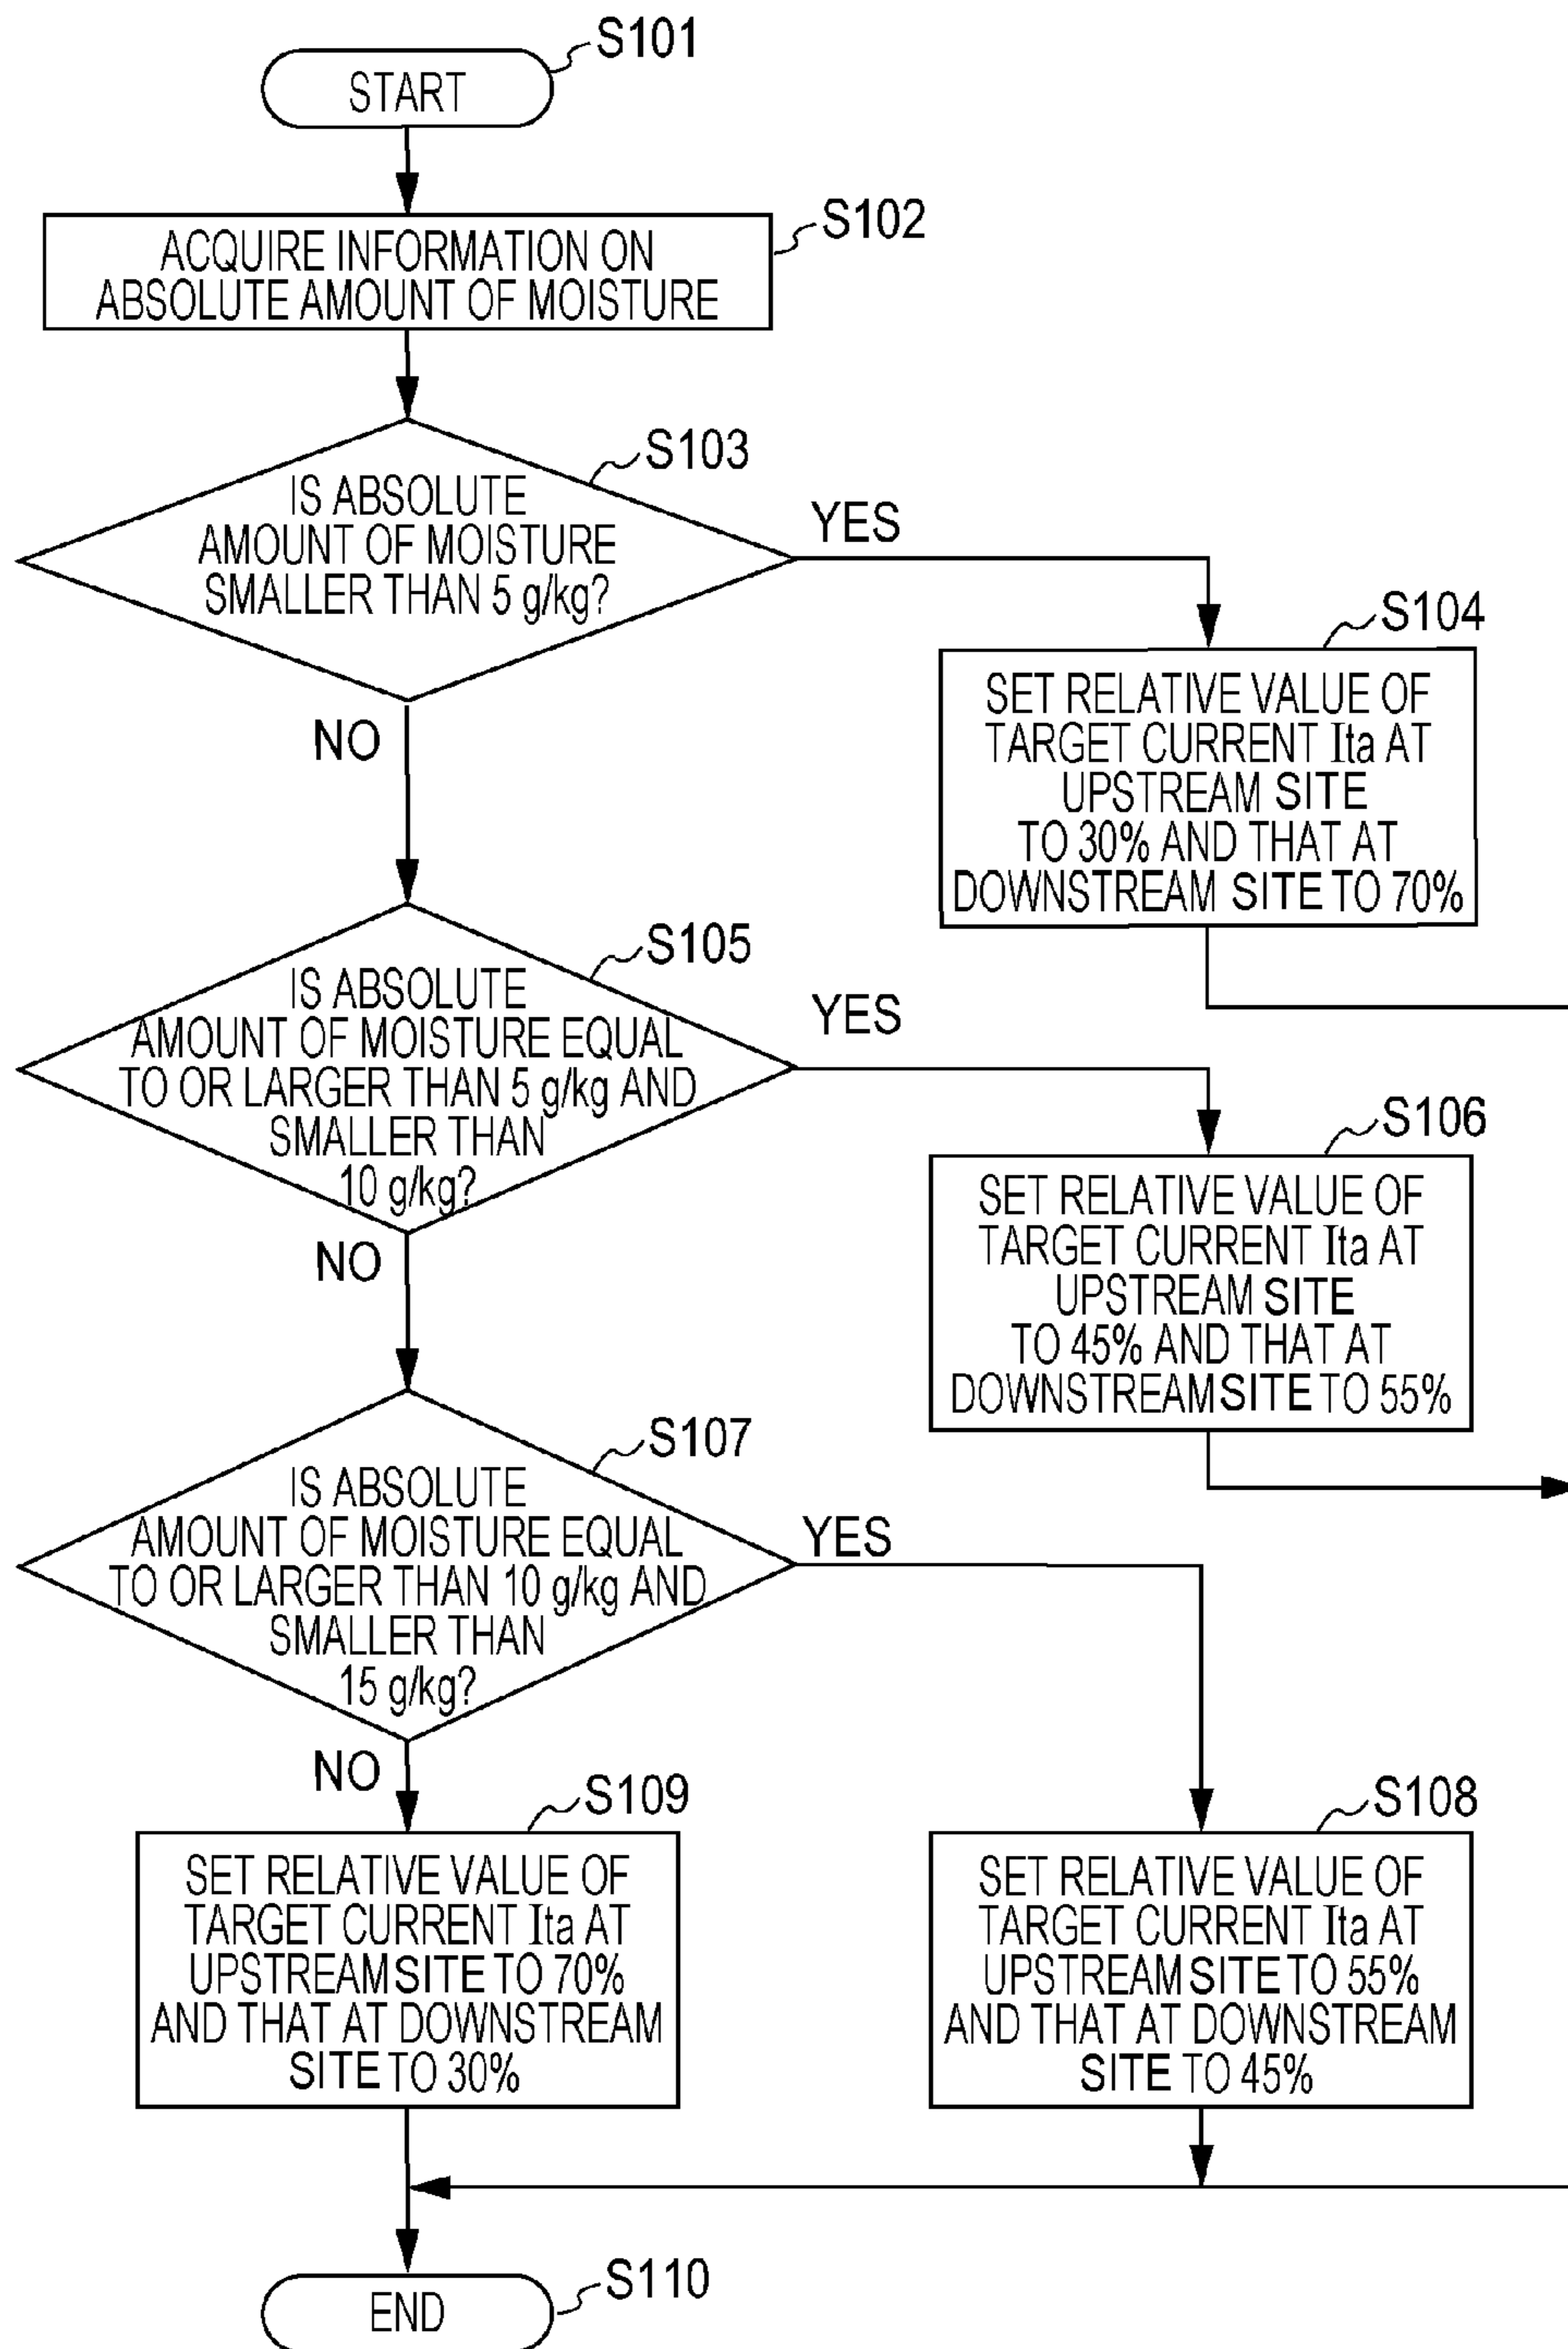 S101
START
S102
ACQUIRE INFORMATION ON
ABSOLUTE AMOUNT OF MOISTURE
S103
IS ABSOLUTE
AMOUNT OF MOISTURE
SMALLER THAN 5 g/kg?
YES
NO
S104
SET RELATIVE VALUE OF
TARGET CURRENT Ita AT
UPSTREAM SITE
TO 30% AND THAT AT
DOWNSTREAM SITE TO 70%
S105
IS ABSOLUTE
AMOUNT OF MOISTURE EQUAL
TO OR LARGER THAN 5 g/kg AND
SMALLER THAN
10 g/kg?
YES
NO
S106
SET RELATIVE VALUE OF
TARGET CURRENT Ita AT
UPSTREAM SITE
TO 45% AND THAT AT
DOWNSTREAM SITE TO 55%
S107
IS ABSOLUTE
AMOUNT OF MOISTURE EQUAL
TO OR LARGER THAN 10 g/kg AND
SMALLER THAN
15 g/kg?
YES
NO
S109
SET RELATIVE VALUE OF
TARGET CURRENT Ita AT
UPSTREAM SITE TO 70%
AND THAT AT DOWNSTREAM
SITE TO 30%
S108
SET RELATIVE VALUE OF
TARGET CURRENT Ita AT
UPSTREAM SITE TO 55%
AND THAT AT DOWNSTREAM
SITE TO 45%
S110
END